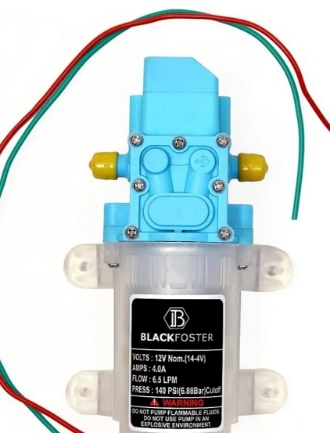 B
BLACKFOSTER
VOLTS : 12V Nom.(14-4V)
AMPS : 4.0A
FLOW : 6.5 LPM
PRESS : 140 PSI(6.88Bar)Cutoff
WARNING
DO NOT PUMP FLAMMABLE FLUIDS.
DO NOT USE PUMP IN AN
EXPLOSIVE ENVIRONMENT.